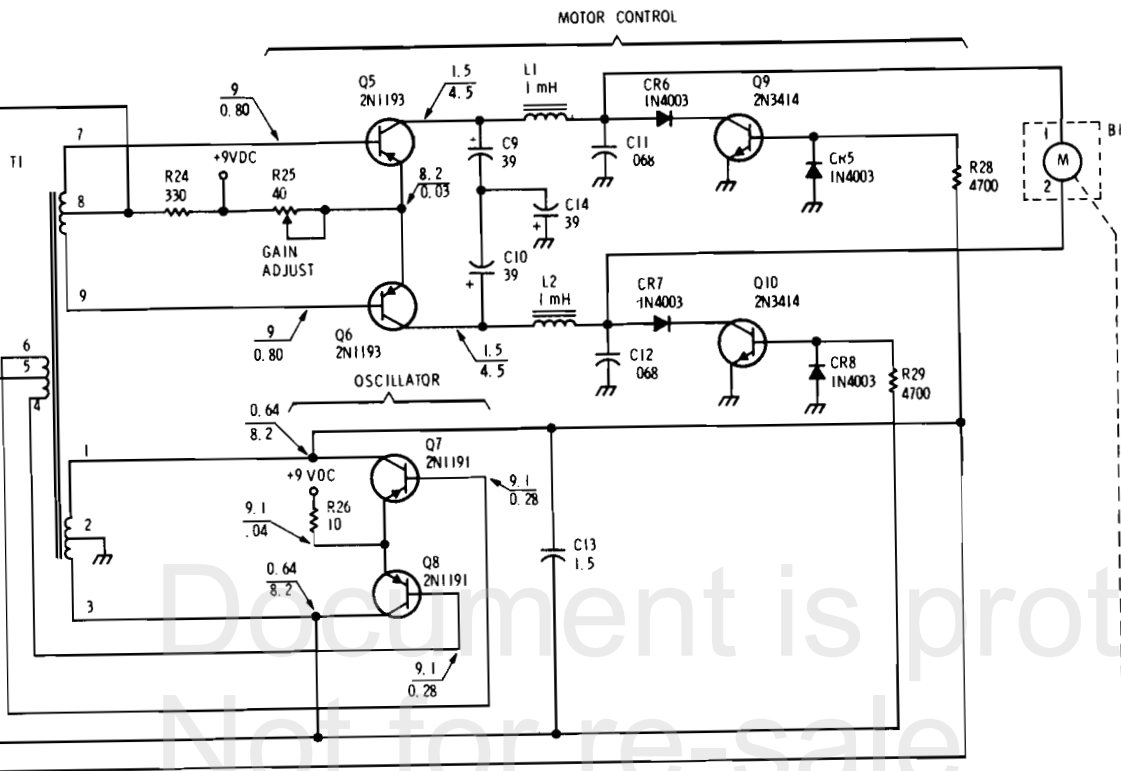 MOTOR CONTROL
Q5
2N1193
1.5
4.5
L1
1 mH
CR6
1N4003
Q9
2N3414
9
0.80
7
T1
+9VDC
R24
330
R25
40
8
8.2
0.03
C9
39
+
C11
068
CR5
1N4003
R28
4700
1
M
2
B1
GAIN
ADJUST
C14
39
+
C10
39
+
9
9
0.80
Q6
2N1193
L2
1 mH
CR7
1N4003
Q10
2N3414
1.5
4.5
C12
068
CR8
1N4003
R29
4700
6
5
4
OSCILLATOR
0.64
8.2
1
Q7
2N1191
+9 VDC
9.1
0.28
R26
10
9.1
.04
2
Q8
2N1191
C13
1.5
0.64
8.2
3
9.1
0.28
Document is prot
Not for re-sale